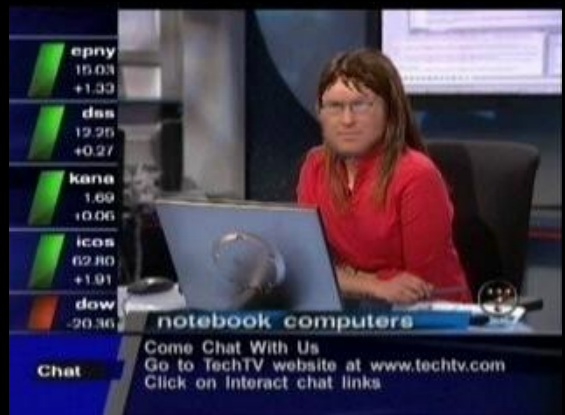 epny
15.03
+1.33
dss
12.25
+0.27
kana
1.69
+0.06
icos
62.80
+1.91
dow
-20.36
notebook computers
Chat
Come Chat With Us
Go to TechTV website at www.techtv.com
Click on Interact chat links